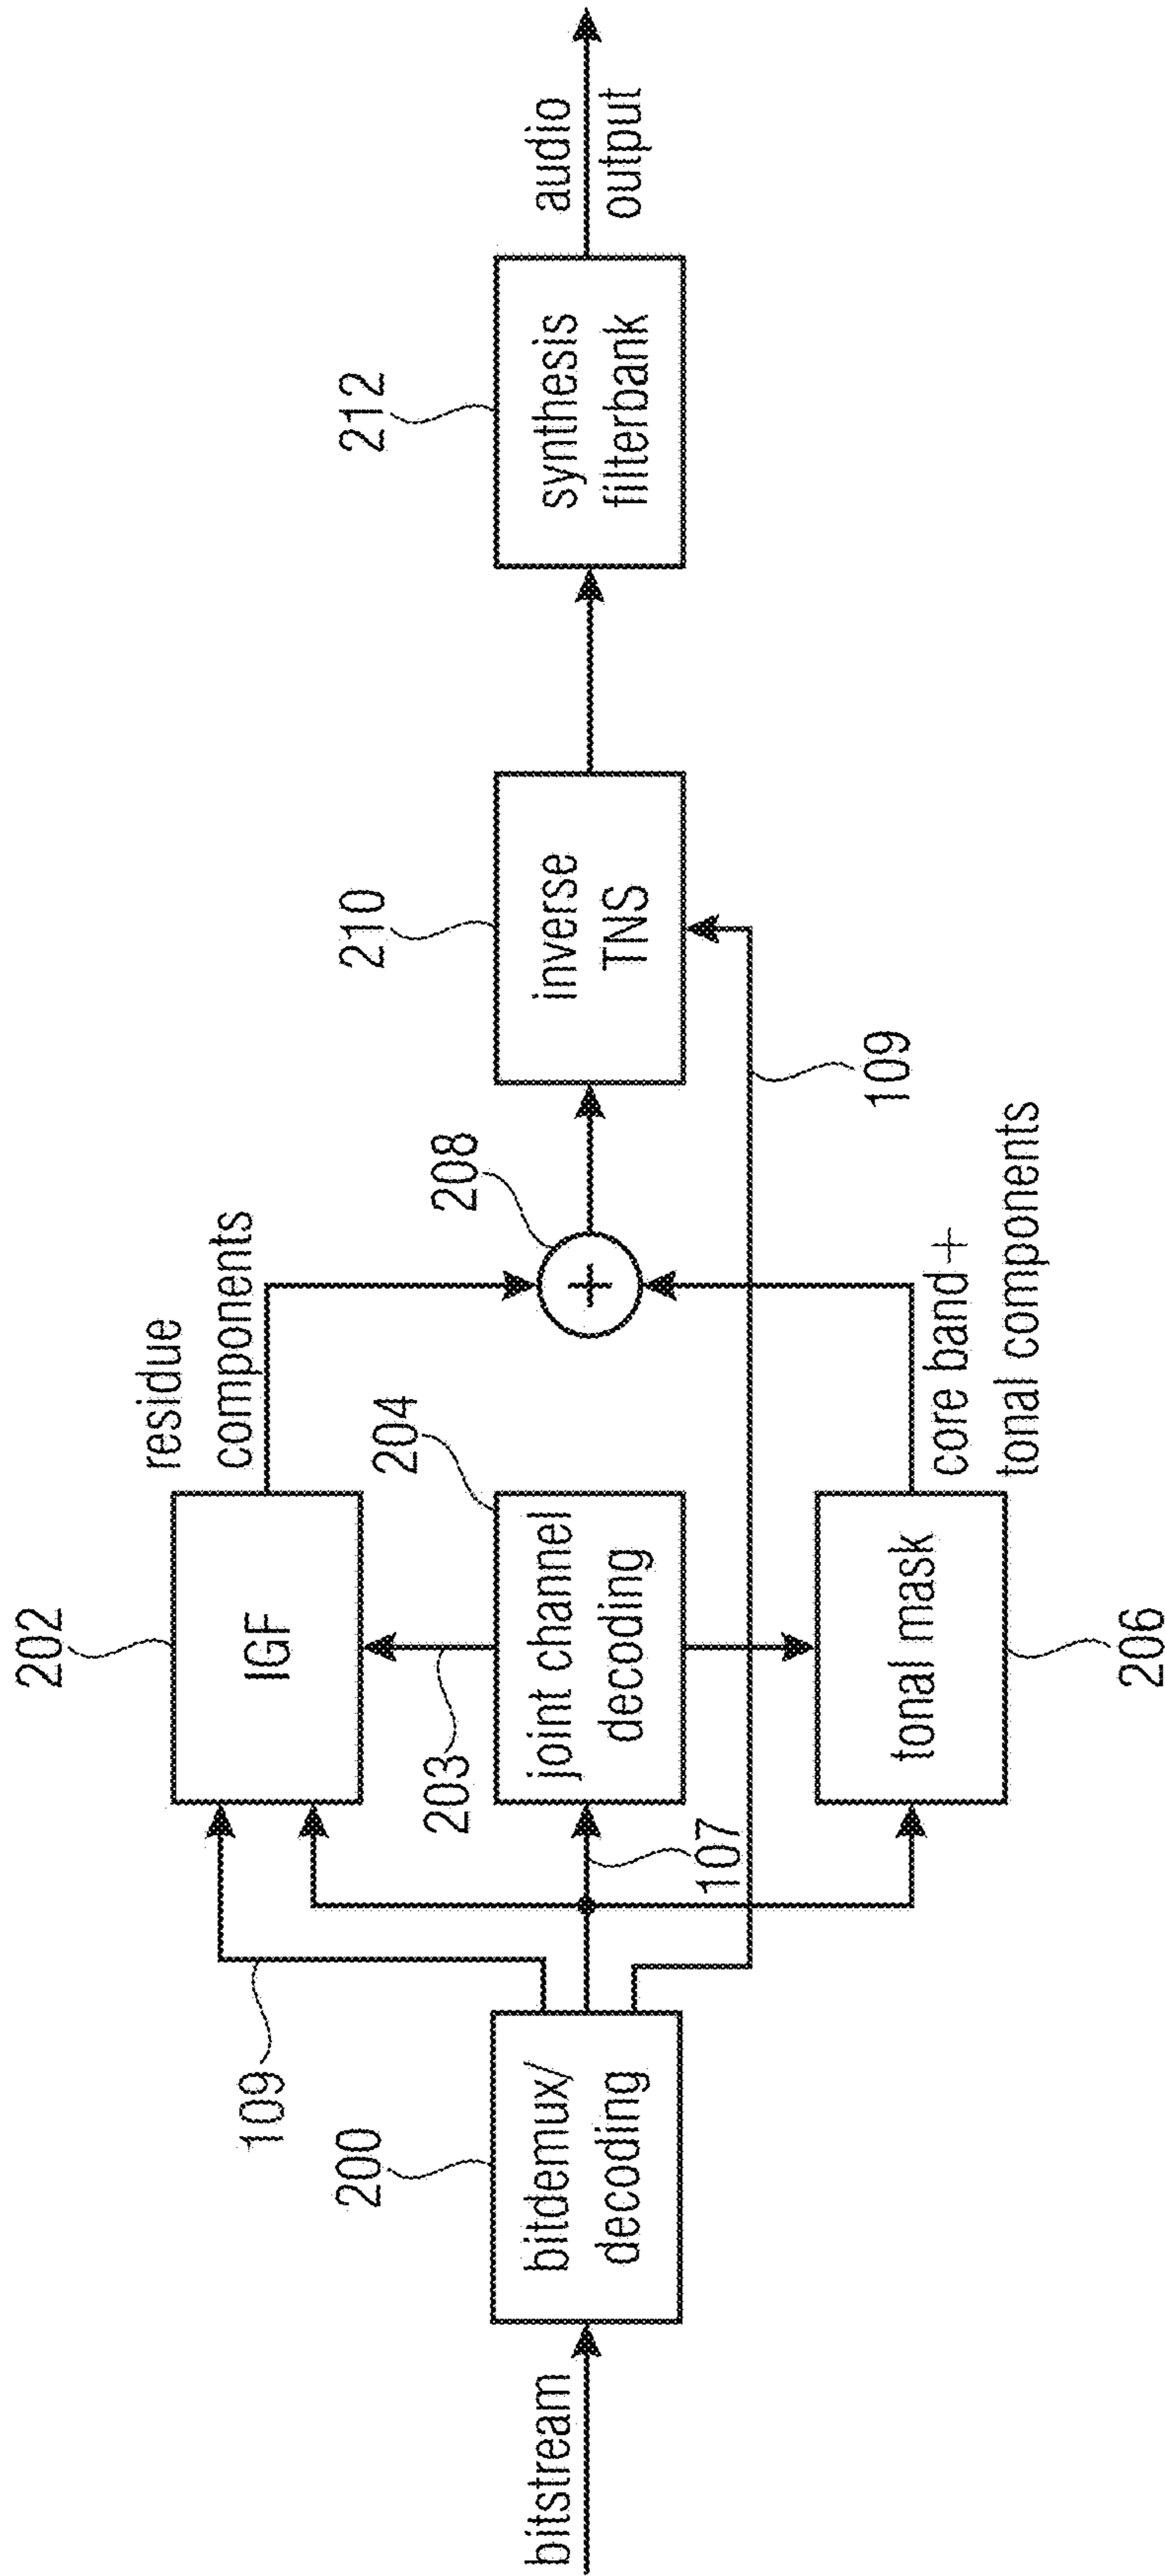 bitstream
200
bitdemux/
decoding
109
202
IGF
203
204
joint channel
decoding
107
tonal mask
206
residue
components
core band+
tonal components
208
+
109
210
inverse
TNS
212
synthesis
filterbank
audio
output